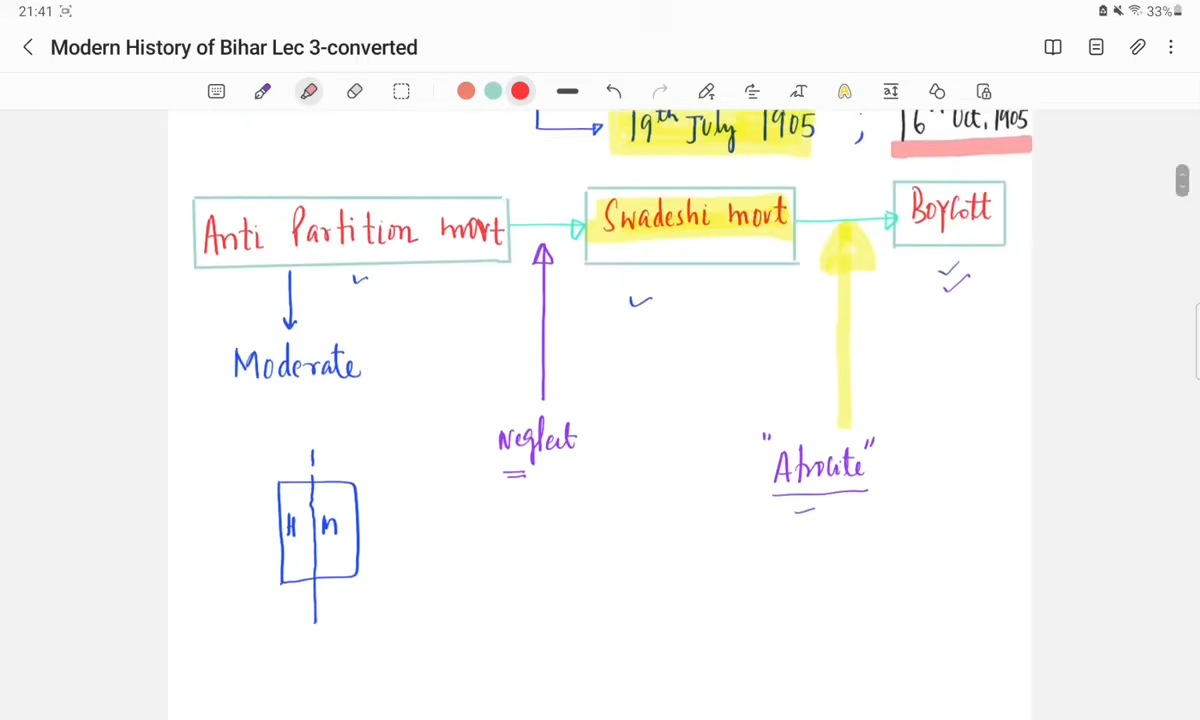 21:41 33%
Modern History of Bihar Lec 3-converted
19th July 1905 ; 16th Oct. 1905
Anti Partition movt Swadeshi movt Boycott
Moderate
Neglect
"Atrocite"
H M